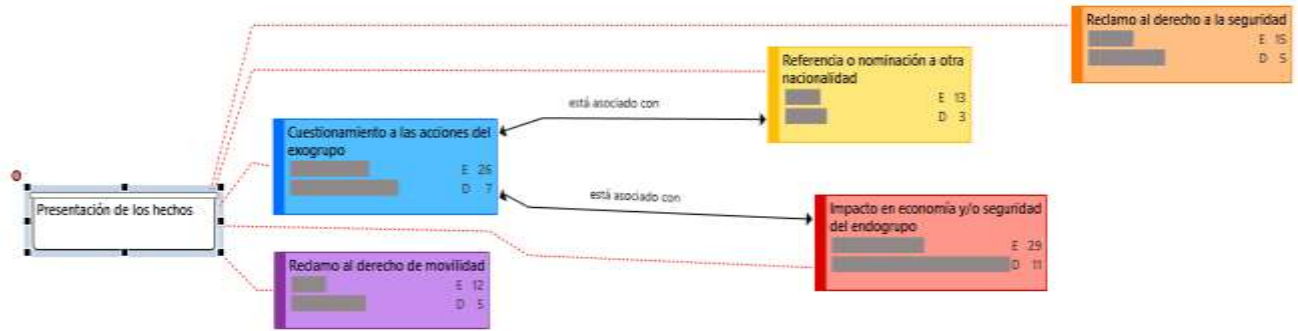 Reclamo al derecho a la seguridad
E 15
D 5
Referencia o nominación a otra
nacionalidad
E 13
D 3
está asociado con
Cuestionamiento a las acciones del
exogrupo
E 26
D 7
está asociado con
Presentación de los hechos
Impacto en economía y/o seguridad
del endogrupo
E 29
D 11
Reclamo al derecho de movilidad
E 12
D 5